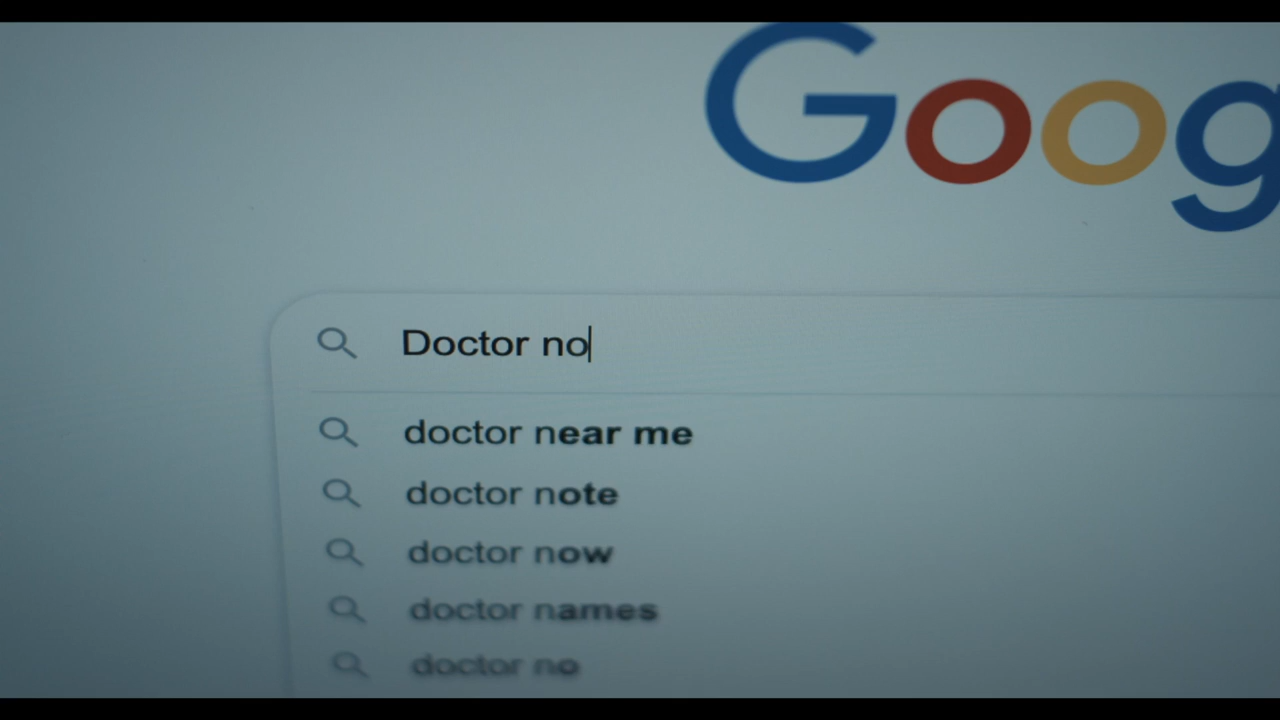 Goog
Doctor no
doctor near me
doctor note
doctor now
doctor names
doctor no